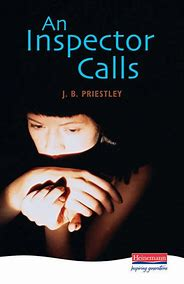 An
Inspector
Calls
J. B. PRIESTLEY
Heinemann
Inspiring generations